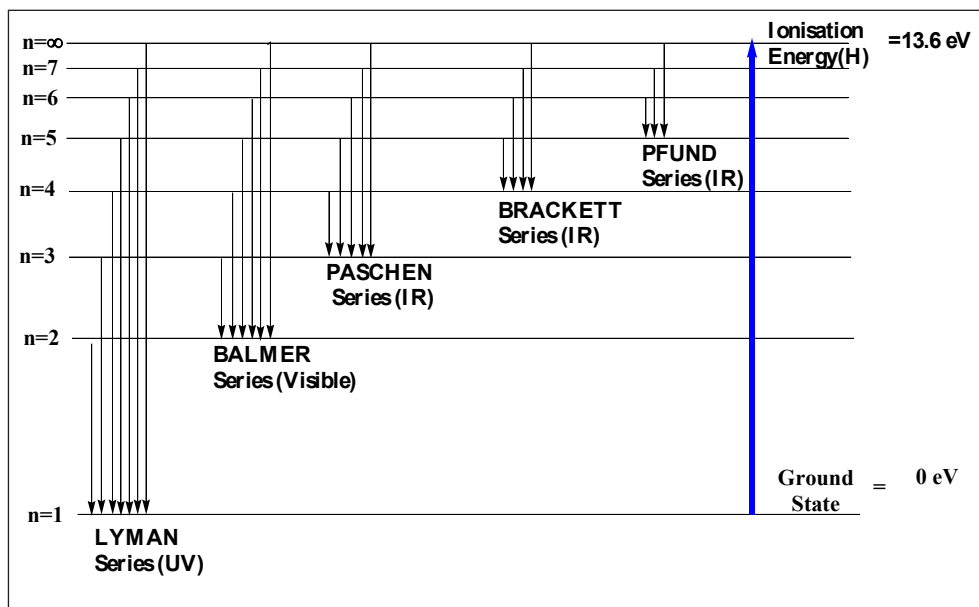 n=∞
n=7
n=6
n=5
n=4
n=3
n=2
n=1
Ionisation
Energy(H)
=13.6 eV
PFUND
Series(IR)
BRACKETT
Series(IR)
PASCHEN
Series(IR)
BALMER
Series(Visible)
LYMAN
Series(UV)
Ground
State
= 0 eV